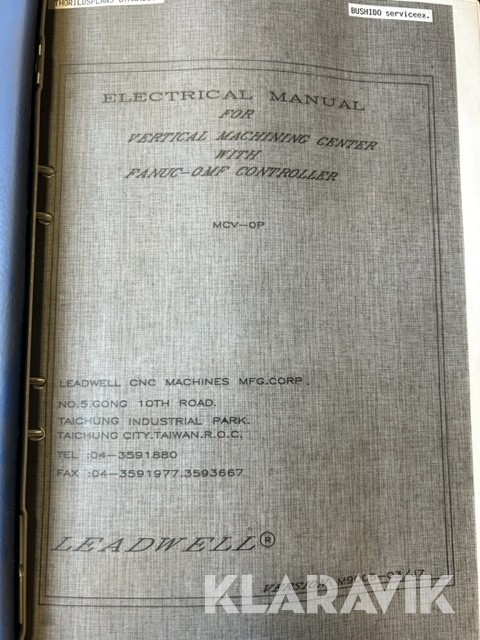 THORILDSPLANS
BUSHIDO serviceex.
ELECTRICAL MANUAL
FOR
VERTICAL MACHINING CENTER
WITH
FANUC-OMF CONTROLLER
MCV-OP
LEADWELL CNC MACHINES MFG.CORP.
NO.5.GONG 10TH ROAD.
TAICHUNG INDUSTRIAL PARK.
TAICHUNG CITY.TAIWAN.R.O.C.
TEL :04-3591880
FAX :04-3591977.3593667
LEADWELL®
VERSION
KLARAVIK